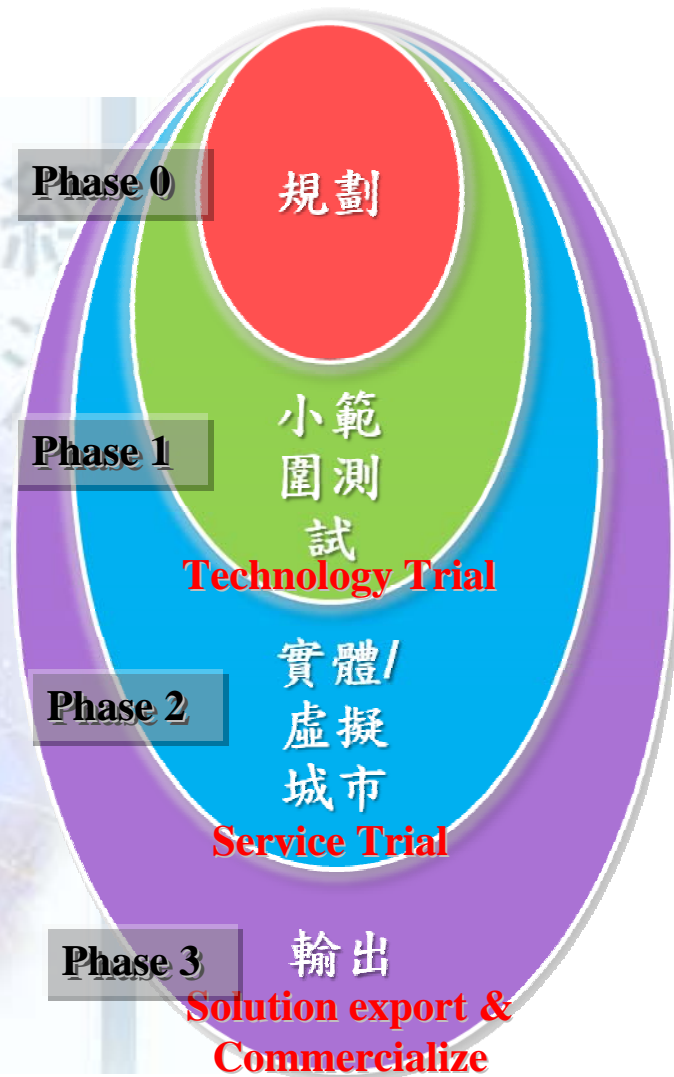 Phase 0
規劃
小範
圍測
試
Phase 1
Technology Trial
實體/
虛擬
城市
Phase 2
Service Trial
Phase 3
輸出
Solution export &
Commercialize